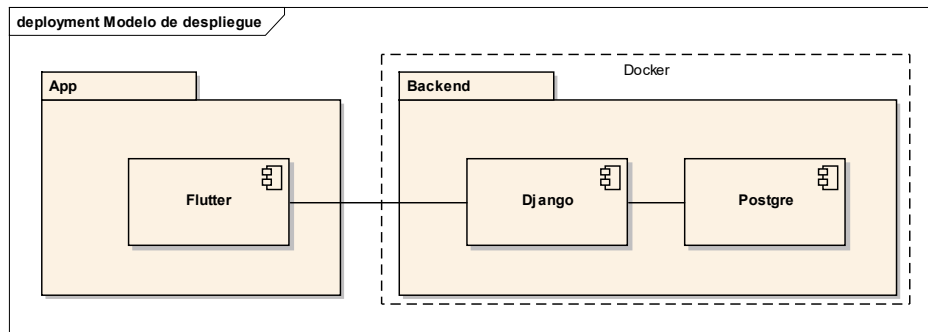 deployment Modelo de despliegue
Docker
App
Backend
Flutter
Django
Postgre